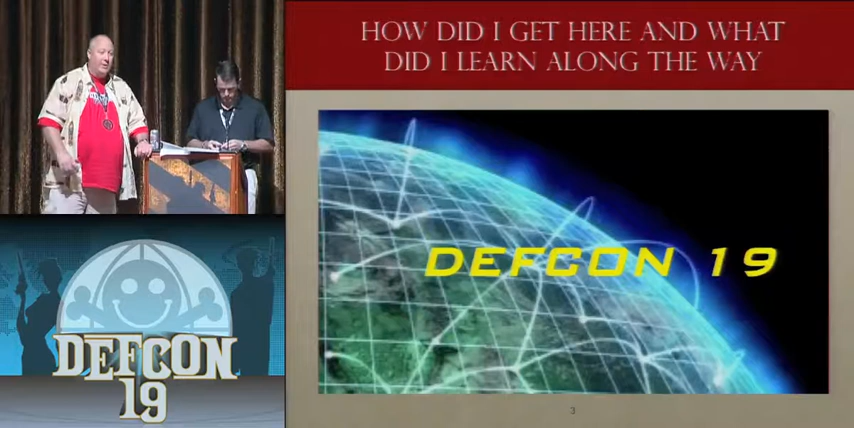 HOW DID I GET HERE AND WHAT
DID I LEARN ALONG THE WAY
DEFCON 19
3
DEFCON
19